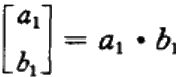 [a₁ b₁] = a₁ • b₁